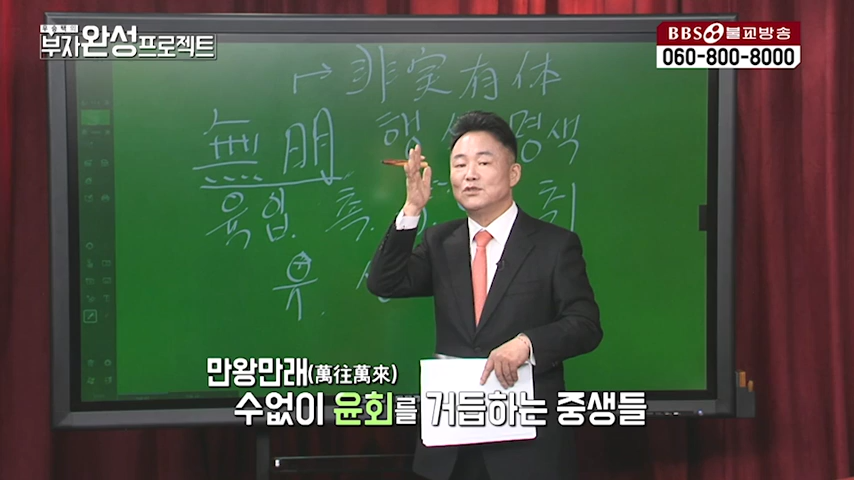 부자완성프로젝트
BBS 불교방송
060-800-8000
→ 非実有体
無明 행 명색
육입. 촉. 취
유.
만왕만래(萬往萬來)
수없이 윤회를 거듭하는 중생들